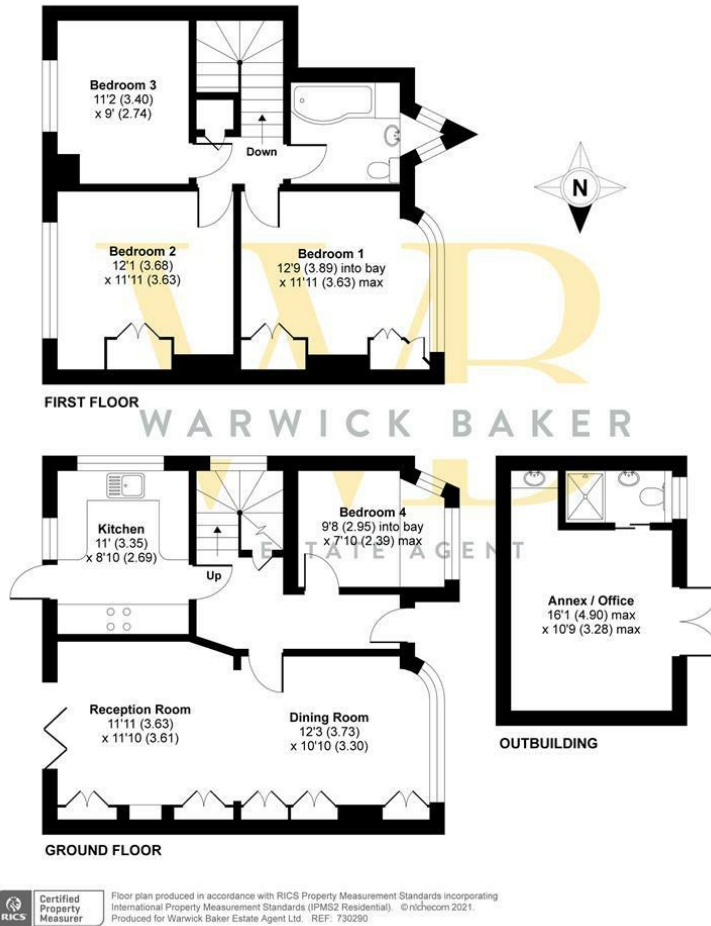 Bedroom 3
11'2 (3.40)
x 9' (2.74)
Down
N
Bedroom 2
12'1 (3.68)
x 11'11 (3.63)
Bedroom 1
12'9 (3.89) into bay
x 11'11 (3.63) max
FIRST FLOOR
WB
WARWICK BAKER
ESTATE AGENT
Kitchen
11' (3.35)
x 8'10 (2.69)
Up
Bedroom 4
9'8 (2.95) into bay
x 7'10 (2.39) max
Annex / Office
16'1 (4.90) max
x 10'9 (3.28) max
Reception Room
11'11 (3.63)
x 11'10 (3.61)
Dining Room
12'3 (3.73)
x 10'10 (3.30)
OUTBUILDING
GROUND FLOOR
RICS
Certified
Property
Measurer
Floor plan produced in accordance with RICS Property Measurement Standards incorporating
International Property Measurement Standards (IPMS2 Residential). © nichecom 2021.
Produced for Warwick Baker Estate Agent Ltd. REF: 730290